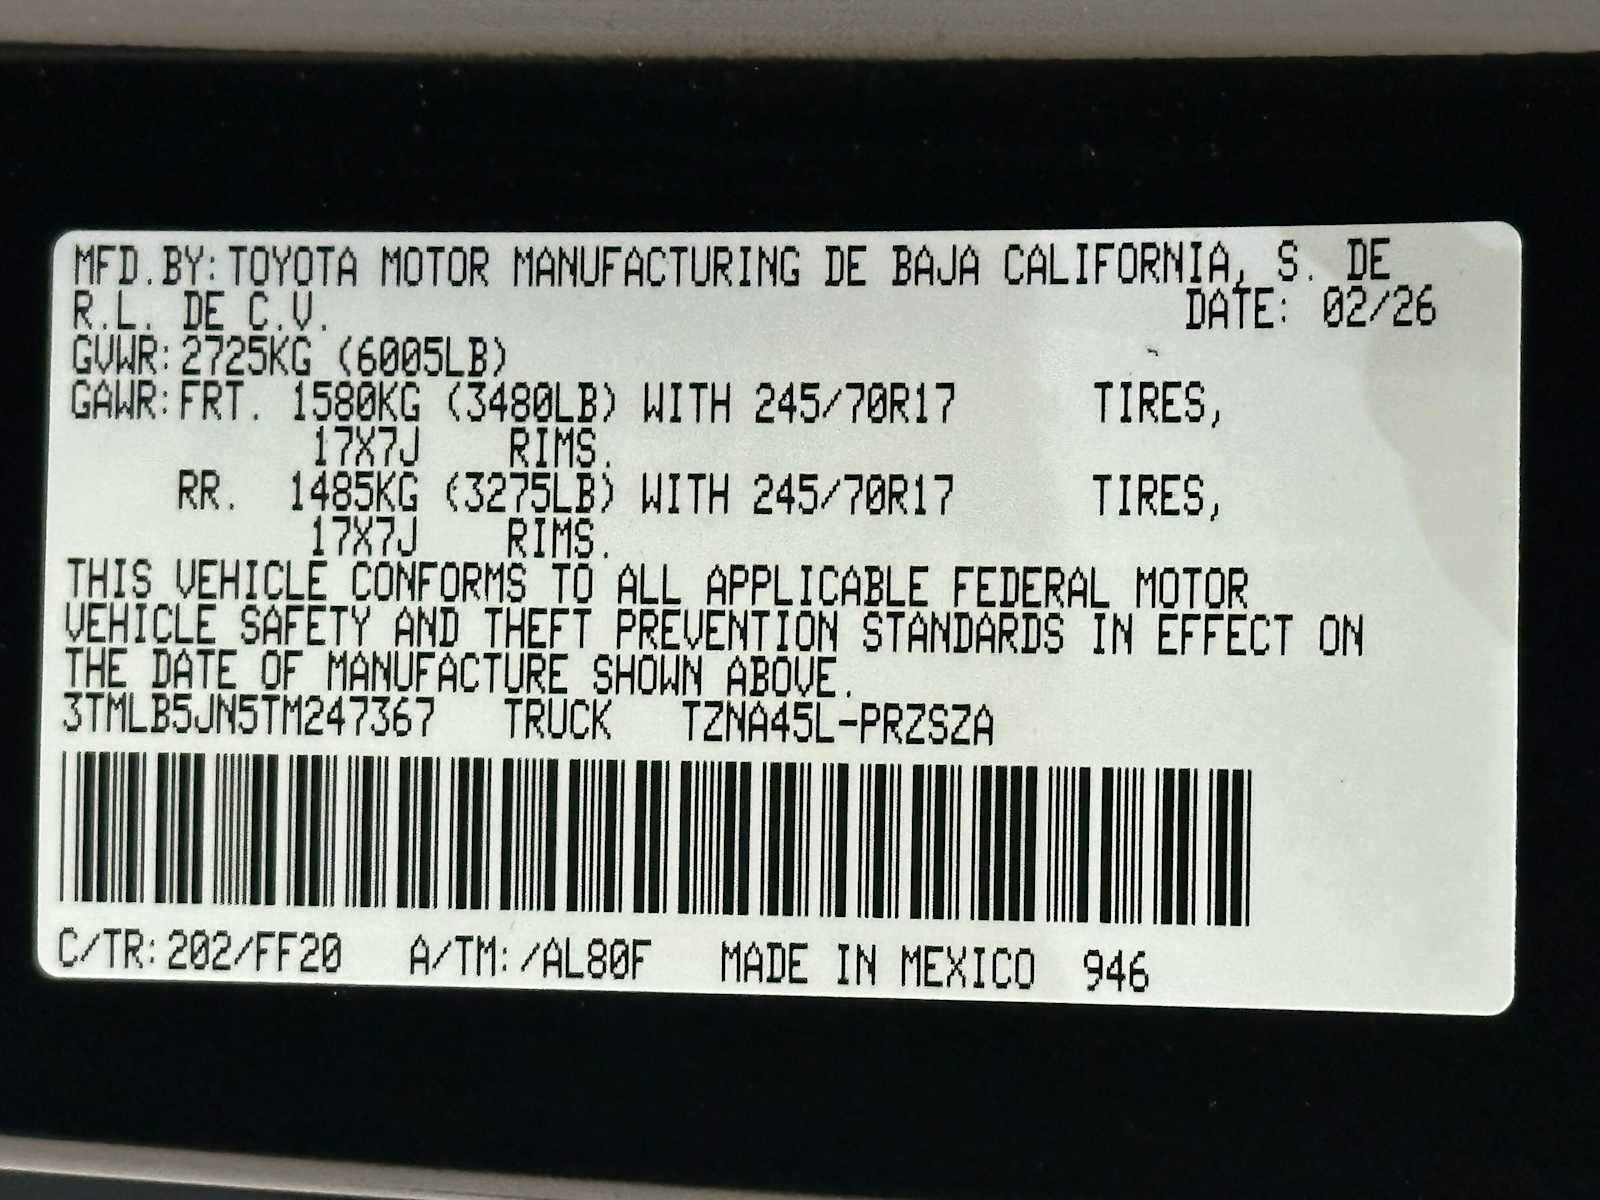 MFD.BY:TOYOTA MOTOR MANUFACTURING DE BAJA CALIFORNIA, S. DE
R.L. DE C.V. DATE: 02/26
GVWR:2725KG (6005LB)
GAWR:FRT. 1580KG (3480LB) WITH 245/70R17 TIRES,
17X7J RIMS.
RR. 1485KG (3275LB) WITH 245/70R17 TIRES,
17X7J RIMS.
THIS VEHICLE CONFORMS TO ALL APPLICABLE FEDERAL MOTOR
VEHICLE SAFETY AND THEFT PREVENTION STANDARDS IN EFFECT ON
THE DATE OF MANUFACTURE SHOWN ABOVE.
3TMLB5JN5TM247367 TRUCK TZNA45L-PRZSZA
C/TR:202/FF20 A/TM:/AL80F MADE IN MEXICO 946